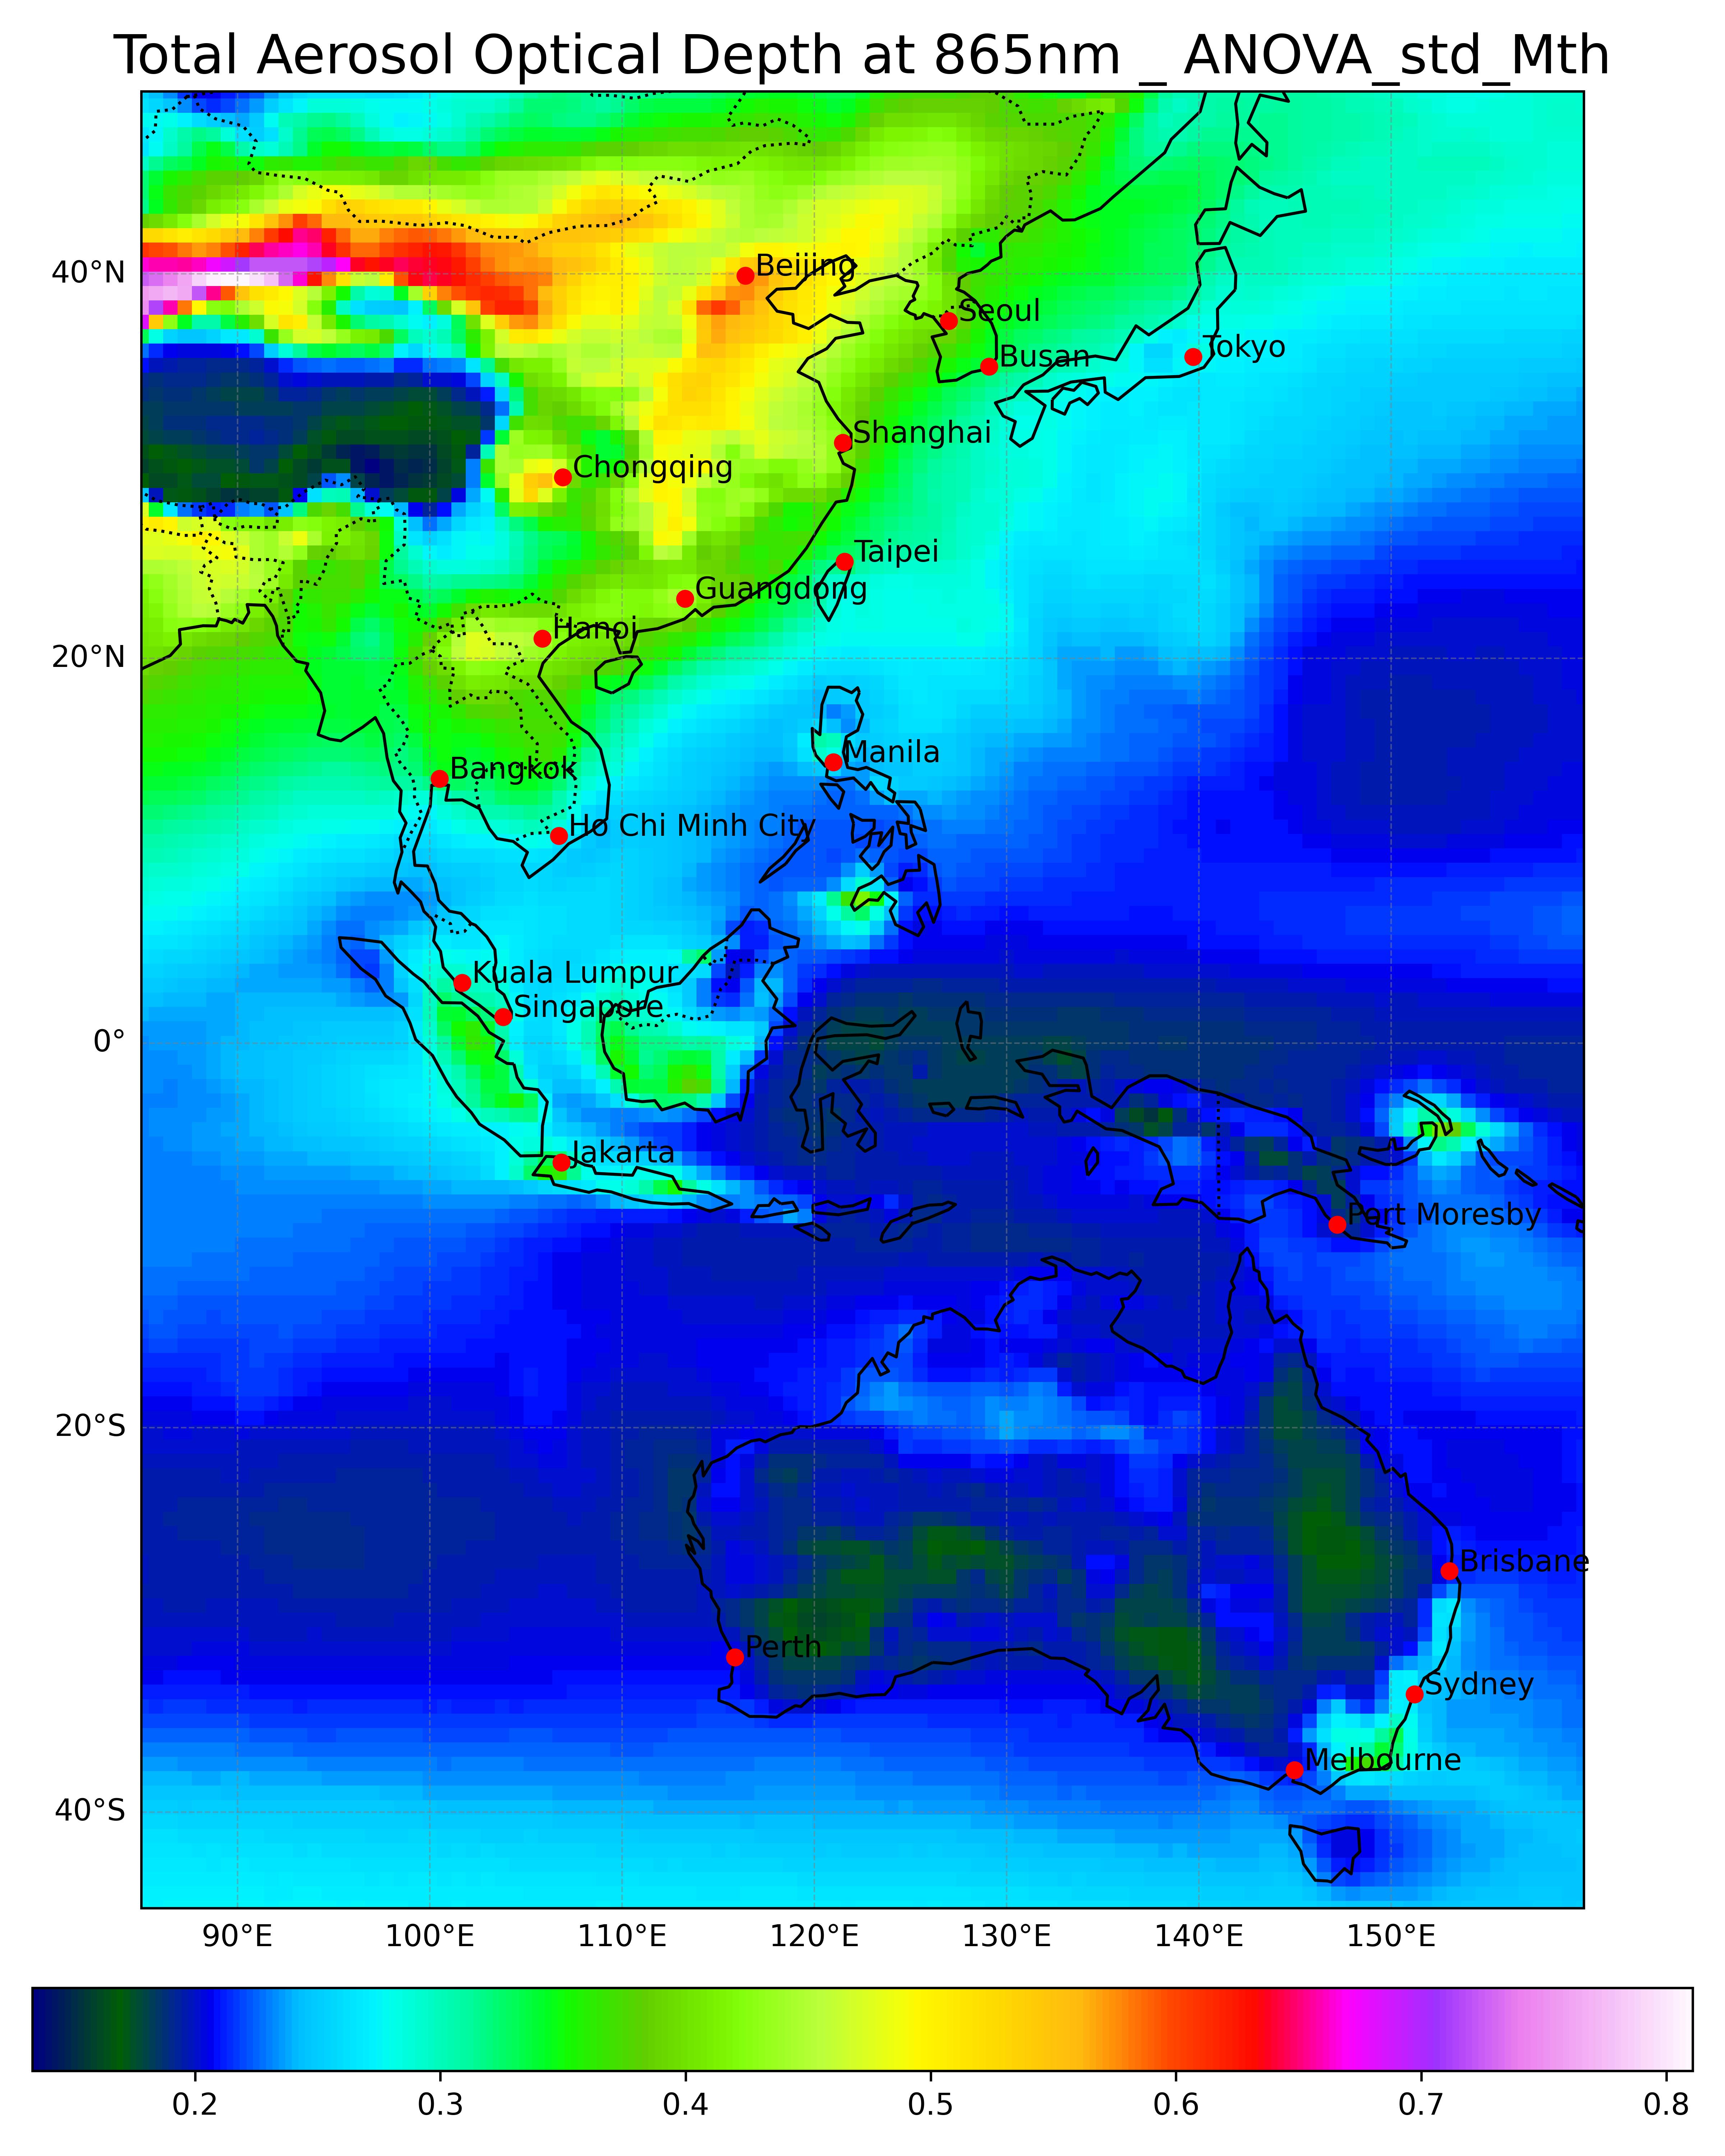 Total Aerosol Optical Depth at 865nm _ ANOVA_std_Mth
40°N
20°N
0°
20°S
40°S
Beijing
Seoul
Tokyo
Busan
Shanghai
Chongqing
Taipei
Guangdong
Hanoi
Manila
Bangkok
Ho Chi Minh City
Kuala Lumpur
Singapore
Jakarta
Port Moresby
Brisbane
Perth
Sydney
Melbourne
90°E 100°E 110°E 120°E 130°E 140°E 150°E
0.2 0.3 0.4 0.5 0.6 0.7 0.8